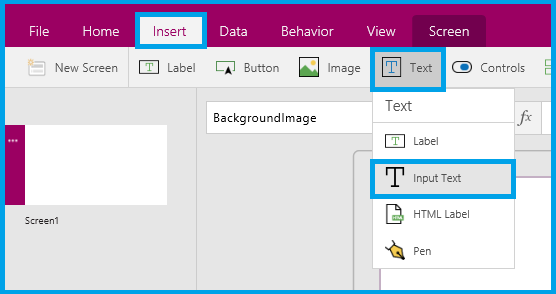 File Home Insert Data Behavior View Screen
New Screen Label Button Image Text Controls
BackgroundImage fx
Text
Label
Input Text
HTML Label
Pen
Screen1